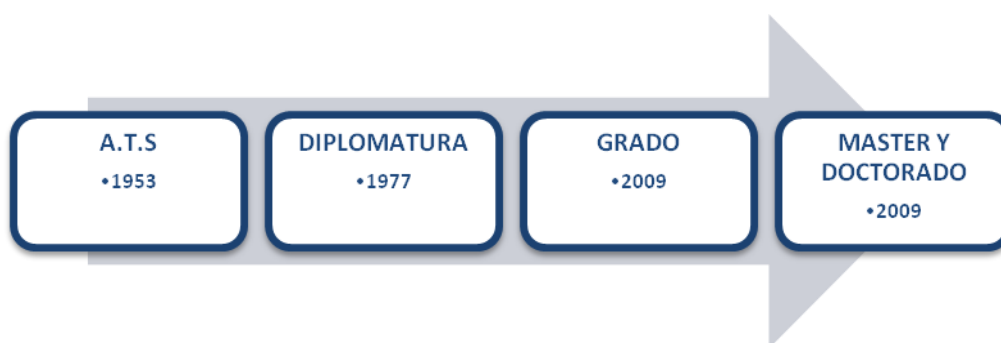 A.T.S
•1953
DIPLOMATURA
•1977
GRADO
•2009
MASTER Y
DOCTORADO
•2009